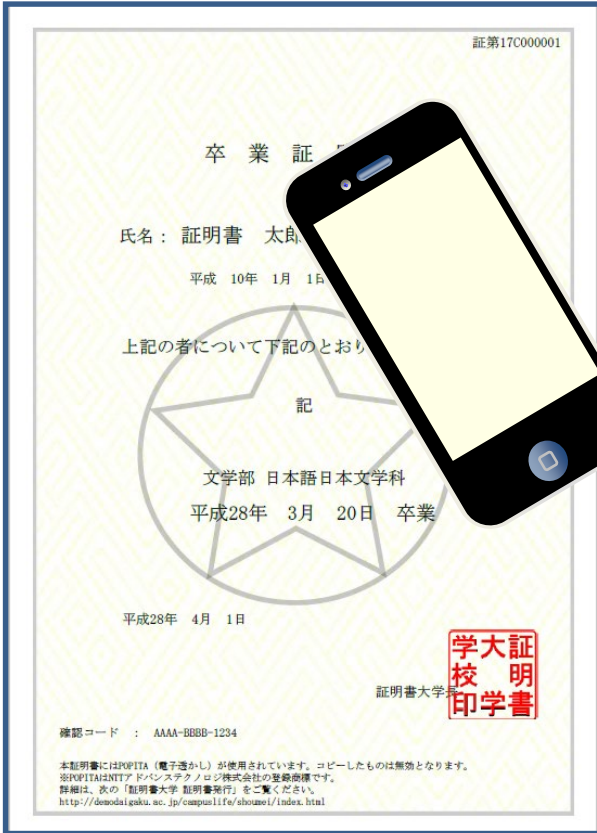 証第17C000001
卒 業 証
氏名： 証明書 太郎
平成 10年 1月 1日
上記の者について下記のとおり
記
文学部 日本語日本文学科
平成28年 3月 20日 卒業
平成28年 4月 1日
証明書大学長
証明書大学校印
確認コード ： AAAA-BBBB-1234
本証明書にはPOPITA（電子透かし）が使用されています。コピーしたものは無効となります。
※POPITAはNTTアドバンステクノロジ株式会社の登録商標です。
詳細は、次の「証明書大学 証明書発行」をご覧ください。
http://demodaigaku.ac.jp/campuslife/shoumei/index.html